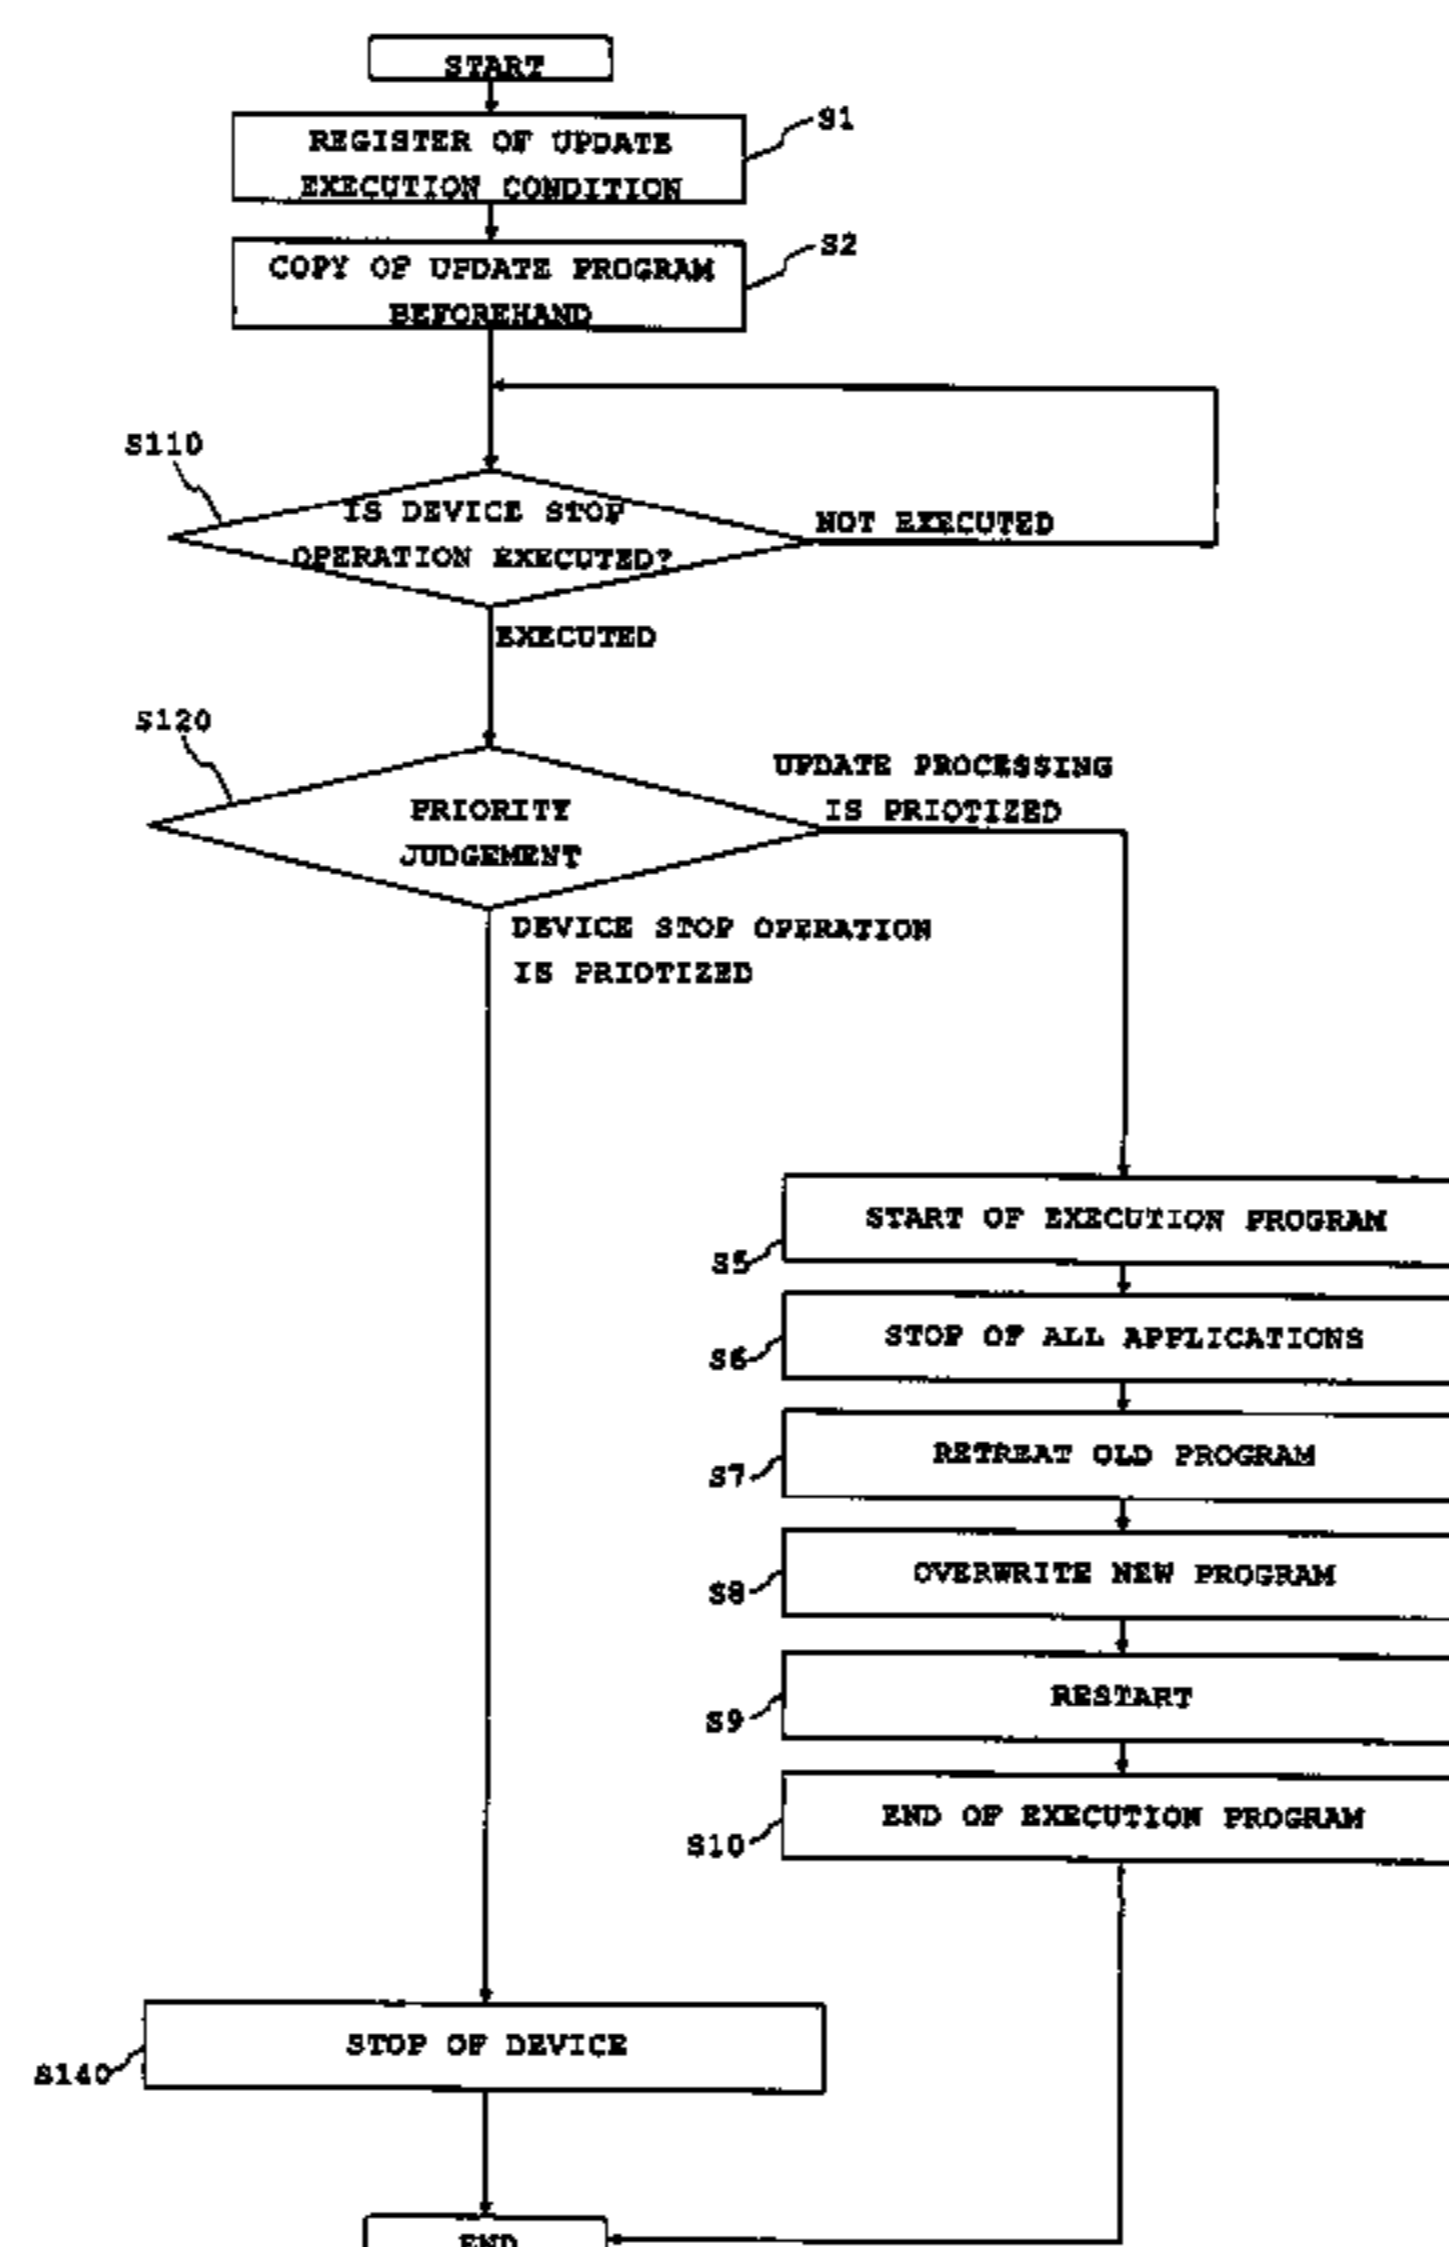 START
REGISTER OF UPDATE
EXECUTION CONDITION
S1
COPY OF UPDATE PROGRAM
BEFOREHAND
S2
S110
IS DEVICE STOP
OPERATION EXECUTED?
NOT EXECUTED
EXECUTED
S120
PRIORITY
JUDGEMENT
UPDATE PROCESSING
IS PRIOTIZED
DEVICE STOP OPERATION
IS PRIOTIZED
START OF EXECUTION PROGRAM
S5
STOP OF ALL APPLICATIONS
S6
RETREAT OLD PROGRAM
S7
OVERWRITE NEW PROGRAM
S8
RESTART
S9
END OF EXECUTION PROGRAM
S10
STOP OF DEVICE
S140
END